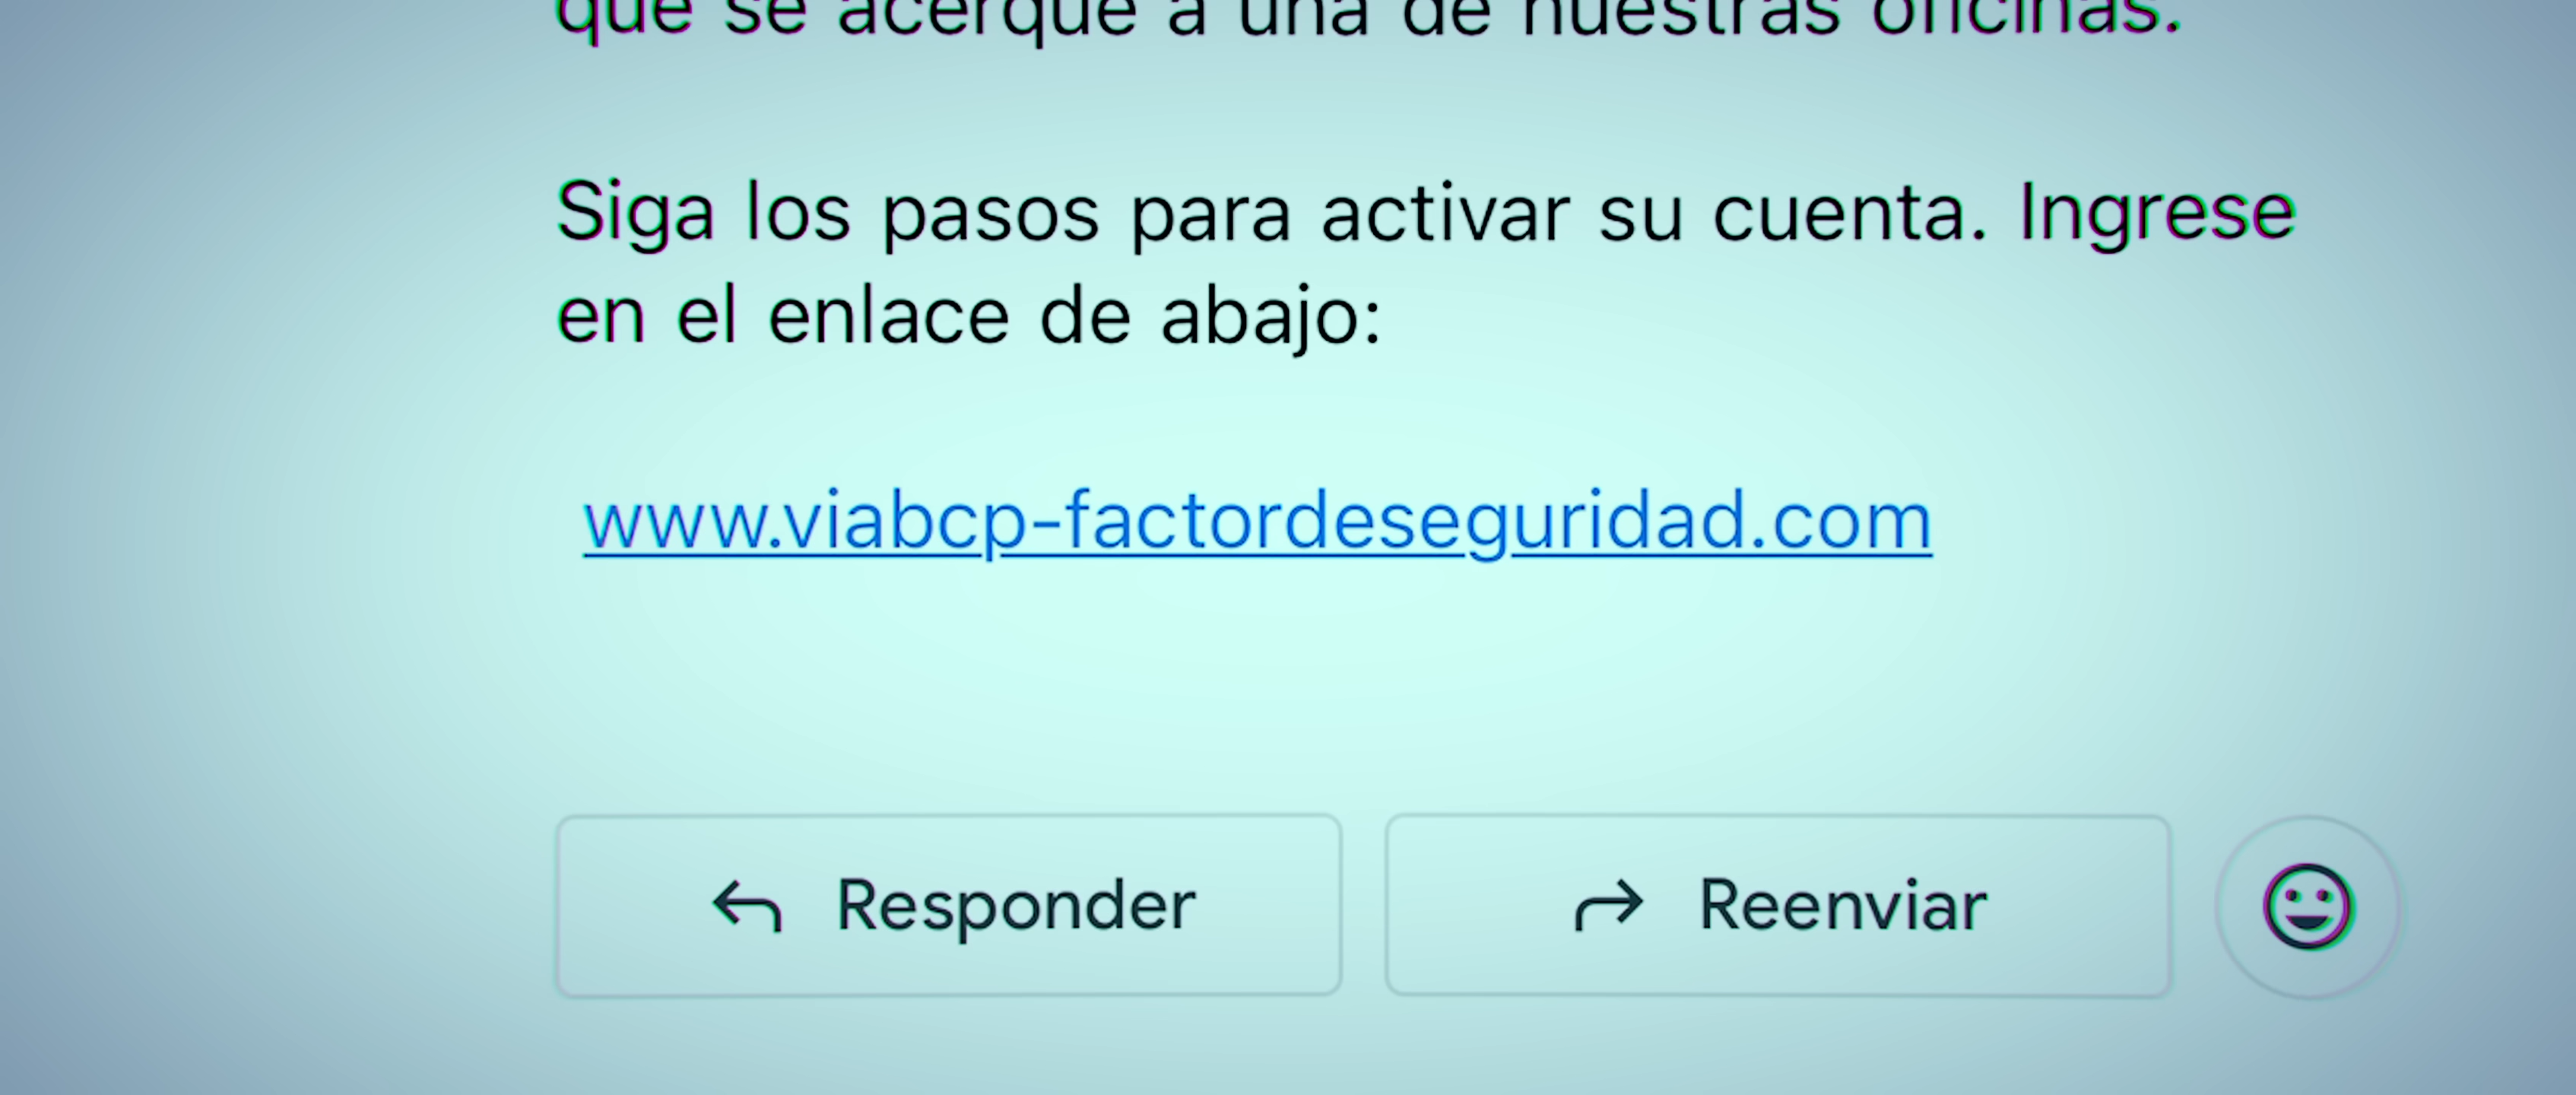 que se acerque a una de nuestras oficinas.
Siga los pasos para activar su cuenta. Ingrese
en el enlace de abajo:
www.viabcp-factordeseguridad.com
Responder
Reenviar